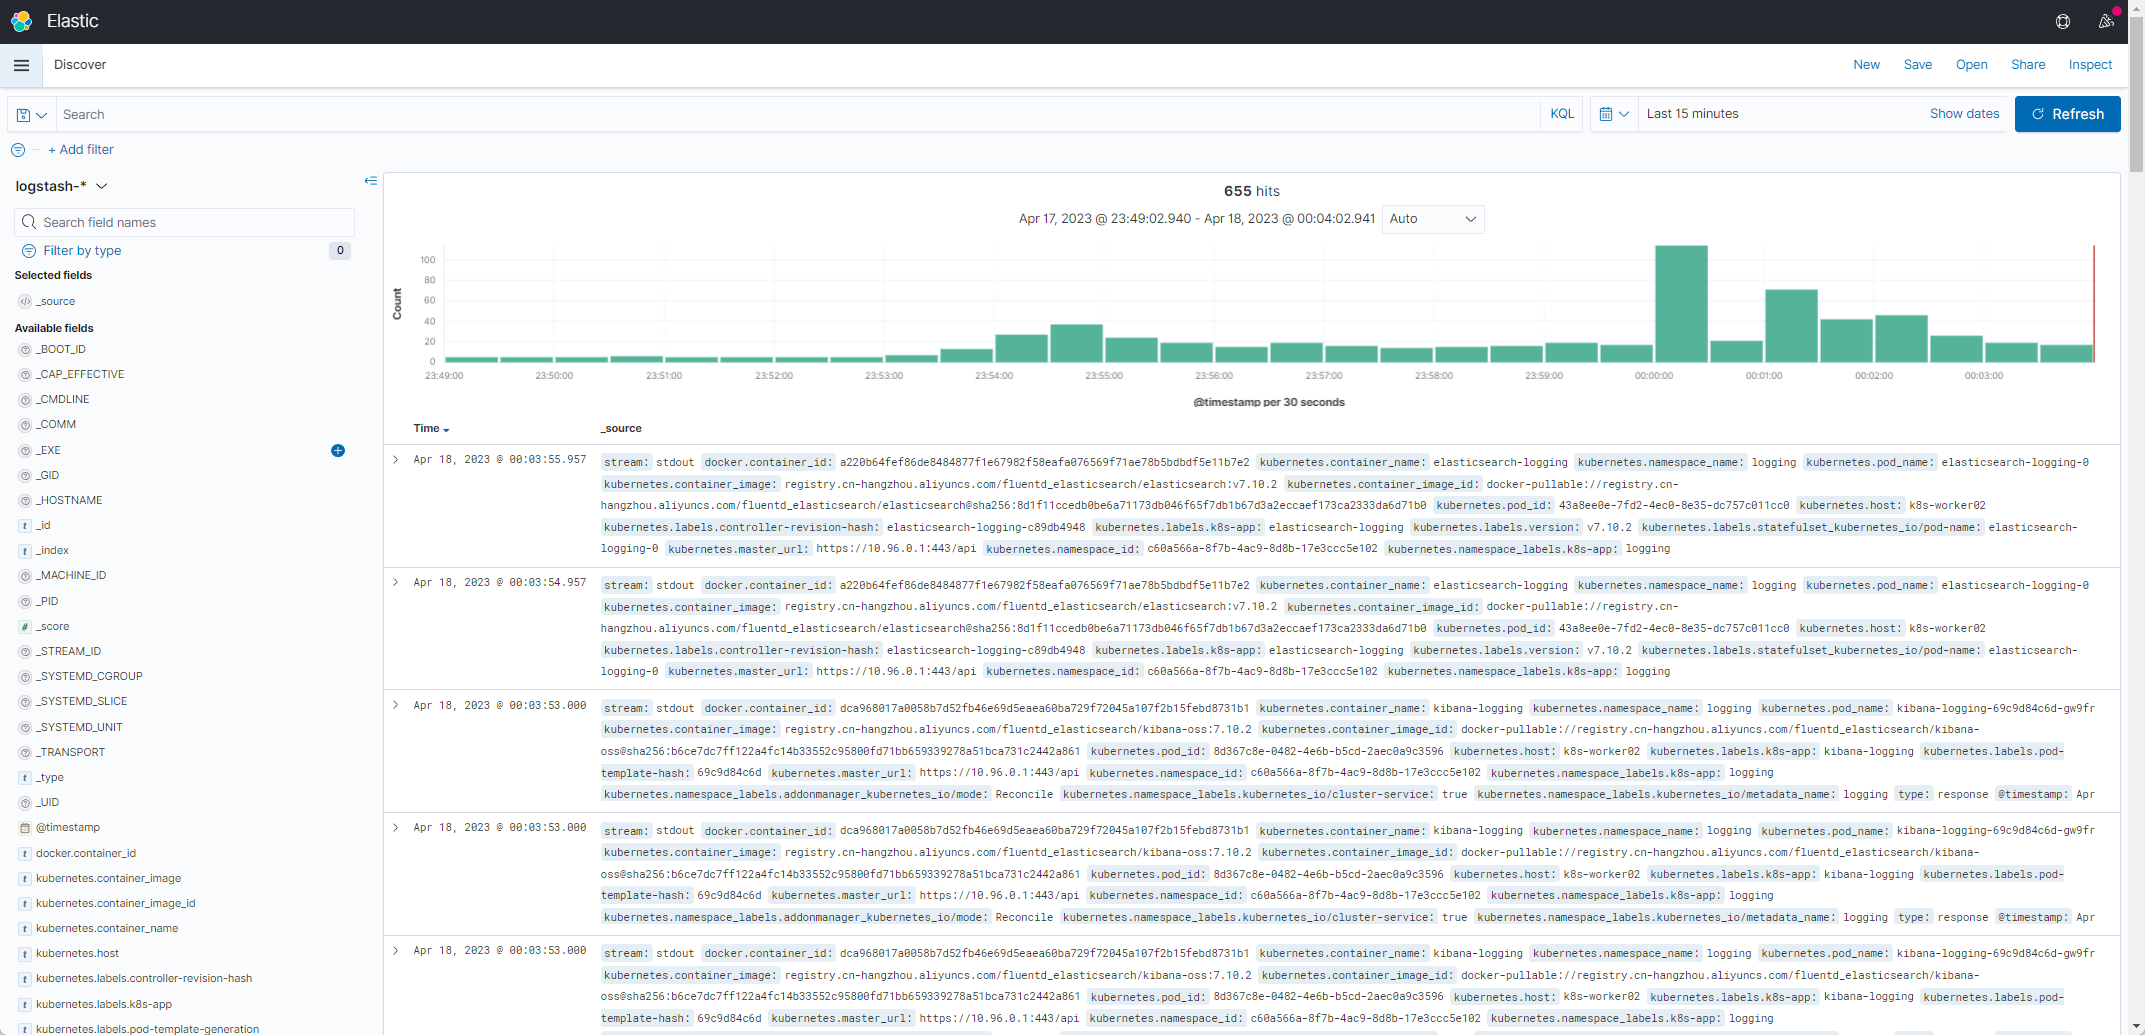 Elastic
Discover
New Save Open Share Inspect
Search KQL Last 15 minutes Show dates Refresh
+ Add filter
logstash-*
Search field names
Filter by type 0
Selected fields
_source
Available fields
_BOOT_ID
_CAP_EFFECTIVE
_CMDLINE
_COMM
_EXE
_GID
_HOSTNAME
_id
_index
_MACHINE_ID
_PID
_score
_STREAM_ID
_SYSTEMD_CGROUP
_SYSTEMD_SLICE
_SYSTEMD_UNIT
_TRANSPORT
_type
_UID
@timestamp
docker.container_id
kubernetes.container_image
kubernetes.container_image_id
kubernetes.container_name
kubernetes.host
kubernetes.labels.controller-revision-hash
kubernetes.labels.k8s-app
kubernetes.labels.pod-template-generation
655 hits
Apr 17, 2023 @ 23:49:02.940 - Apr 18, 2023 @ 00:04:02.941 Auto
Count
100
80
60
40
20
0
23:49:00 23:50:00 23:51:00 23:52:00 23:53:00 23:54:00 23:55:00 23:56:00 23:57:00 23:58:00 23:59:00 00:00:00 00:01:00 00:02:00 00:03:00
@timestamp per 30 seconds
Time _source
Apr 18, 2023 @ 00:03:55.957 stream: stdout docker.container_id: a220b64fef86de8484877f1e67982f58eafa076569f71ae78b5bdbdf5e11b7e2 kubernetes.container_name: elasticsearch-logging kubernetes.namespace_name: logging kubernetes.pod_name: elasticsearch-logging-0
kubernetes.container_image: registry.cn-hangzhou.aliyuncs.com/fluentd_elasticsearch/elasticsearch:v7.10.2 kubernetes.container_image_id: docker-pullable://registry.cn-
hangzhou.aliyuncs.com/fluentd_elasticsearch/elasticsearch@sha256:8d1f11ccedb0be6a71173db046f65f7db1b67d3a2eccaef173ca2333da6d71b0 kubernetes.pod_id: 43a8ee0e-7fd2-4ec0-8e35-dc757c011cc0 kubernetes.host: k8s-worker02
kubernetes.labels.controller-revision-hash: elasticsearch-logging-c89db4948 kubernetes.labels.k8s-app: elasticsearch-logging kubernetes.labels.version: v7.10.2 kubernetes.labels.statefulset_kubernetes_io/pod-name: elasticsearch-
logging-0 kubernetes.master_url: https://10.96.0.1:443/api kubernetes.namespace_id: c60a566a-8f7b-4ac9-8d8b-17e3ccc5e102 kubernetes.namespace_labels.k8s-app: logging
Apr 18, 2023 @ 00:03:54.957 stream: stdout docker.container_id: a220b64fef86de8484877f1e67982f58eafa076569f71ae78b5bdbdf5e11b7e2 kubernetes.container_name: elasticsearch-logging kubernetes.namespace_name: logging kubernetes.pod_name: elasticsearch-logging-0
kubernetes.container_image: registry.cn-hangzhou.aliyuncs.com/fluentd_elasticsearch/elasticsearch:v7.10.2 kubernetes.container_image_id: docker-pullable://registry.cn-
hangzhou.aliyuncs.com/fluentd_elasticsearch/elasticsearch@sha256:8d1f11ccedb0be6a71173db046f65f7db1b67d3a2eccaef173ca2333da6d71b0 kubernetes.pod_id: 43a8ee0e-7fd2-4ec0-8e35-dc757c011cc0 kubernetes.host: k8s-worker02
kubernetes.labels.controller-revision-hash: elasticsearch-logging-c89db4948 kubernetes.labels.k8s-app: elasticsearch-logging kubernetes.labels.version: v7.10.2 kubernetes.labels.statefulset_kubernetes_io/pod-name: elasticsearch-
logging-0 kubernetes.master_url: https://10.96.0.1:443/api kubernetes.namespace_id: c60a566a-8f7b-4ac9-8d8b-17e3ccc5e102 kubernetes.namespace_labels.k8s-app: logging
Apr 18, 2023 @ 00:03:53.000 stream: stdout docker.container_id: dca968017a0058b7d52fb46e69d5eaea60ba729f72045a107f2b15febd8731b1 kubernetes.container_name: kibana-logging kubernetes.namespace_name: logging kubernetes.pod_name: kibana-logging-69c9d84c6d-gw9fr
kubernetes.container_image: registry.cn-hangzhou.aliyuncs.com/fluentd_elasticsearch/kibana-oss:7.10.2 kubernetes.container_image_id: docker-pullable://registry.cn-hangzhou.aliyuncs.com/fluentd_elasticsearch/kibana-
oss@sha256:b6ce7dc7ff122a4fc14b33552c95800fd71bb659339278a51bca731c2442a861 kubernetes.pod_id: 8d367c8e-0482-4e6b-b5cd-2aec0a9c3596 kubernetes.host: k8s-worker02 kubernetes.labels.k8s-app: kibana-logging kubernetes.labels.pod-
template-hash: 69c9d84c6d kubernetes.master_url: https://10.96.0.1:443/api kubernetes.namespace_id: c60a566a-8f7b-4ac9-8d8b-17e3ccc5e102 kubernetes.namespace_labels.k8s-app: logging
kubernetes.namespace_labels.addonmanager_kubernetes_io/mode: Reconcile kubernetes.namespace_labels.kubernetes_io/cluster-service: true kubernetes.namespace_labels.kubernetes_io/metadata_name: logging type: response @timestamp: Apr
Apr 18, 2023 @ 00:03:53.000 stream: stdout docker.container_id: dca968017a0058b7d52fb46e69d5eaea60ba729f72045a107f2b15febd8731b1 kubernetes.container_name: kibana-logging kubernetes.namespace_name: logging kubernetes.pod_name: kibana-logging-69c9d84c6d-gw9fr
kubernetes.container_image: registry.cn-hangzhou.aliyuncs.com/fluentd_elasticsearch/kibana-oss:7.10.2 kubernetes.container_image_id: docker-pullable://registry.cn-hangzhou.aliyuncs.com/fluentd_elasticsearch/kibana-
oss@sha256:b6ce7dc7ff122a4fc14b33552c95800fd71bb659339278a51bca731c2442a861 kubernetes.pod_id: 8d367c8e-0482-4e6b-b5cd-2aec0a9c3596 kubernetes.host: k8s-worker02 kubernetes.labels.k8s-app: kibana-logging kubernetes.labels.pod-
template-hash: 69c9d84c6d kubernetes.master_url: https://10.96.0.1:443/api kubernetes.namespace_id: c60a566a-8f7b-4ac9-8d8b-17e3ccc5e102 kubernetes.namespace_labels.k8s-app: logging
kubernetes.namespace_labels.addonmanager_kubernetes_io/mode: Reconcile kubernetes.namespace_labels.kubernetes_io/cluster-service: true kubernetes.namespace_labels.kubernetes_io/metadata_name: logging type: response @timestamp: Apr
Apr 18, 2023 @ 00:03:53.000 stream: stdout docker.container_id: dca968017a0058b7d52fb46e69d5eaea60ba729f72045a107f2b15febd8731b1 kubernetes.container_name: kibana-logging kubernetes.namespace_name: logging kubernetes.pod_name: kibana-logging-69c9d84c6d-gw9fr
kubernetes.container_image: registry.cn-hangzhou.aliyuncs.com/fluentd_elasticsearch/kibana-oss:7.10.2 kubernetes.container_image_id: docker-pullable://registry.cn-hangzhou.aliyuncs.com/fluentd_elasticsearch/kibana-
oss@sha256:b6ce7dc7ff122a4fc14b33552c95800fd71bb659339278a51bca731c2442a861 kubernetes.pod_id: 8d367c8e-0482-4e6b-b5cd-2aec0a9c3596 kubernetes.host: k8s-worker02 kubernetes.labels.k8s-app: kibana-logging kubernetes.labels.pod-
template-hash: 69c9d84c6d kubernetes.master_url: https://10.96.0.1:443/api kubernetes.namespace_id: c60a566a-8f7b-4ac9-8d8b-17e3ccc5e102 kubernetes.namespace_labels.k8s-app: logging